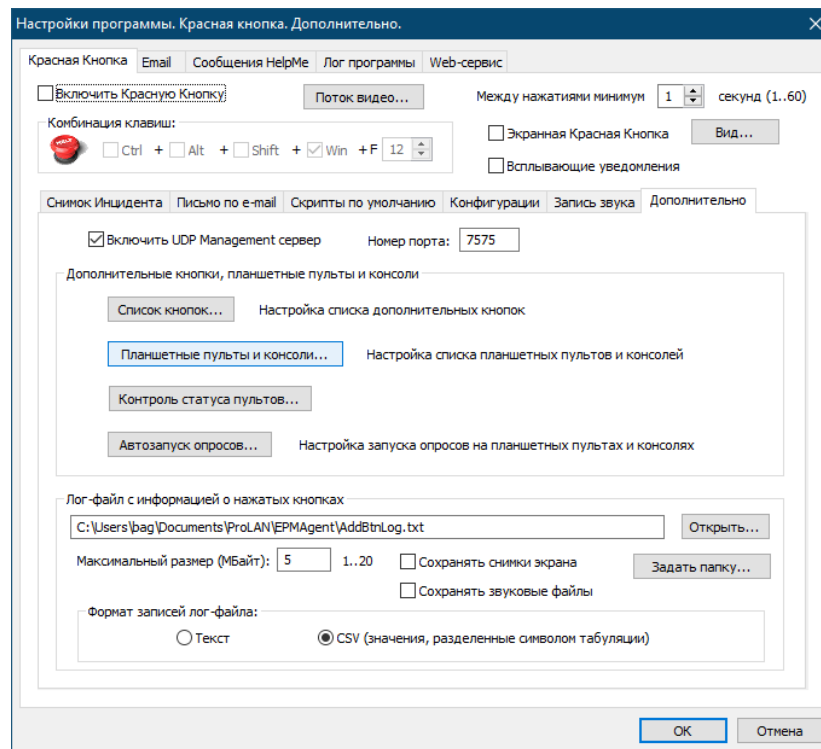 Настройки программы. Красная кнопка. Дополнительно.
Красная Кнопка Email Сообщения HelpMe Лог программы Web-сервис
Включить Красную Кнопку Поток видео... Между нажатиями минимум 1 секунд (1..60)
Комбинация клавиш:
HELP Ctrl + Alt + Shift + Win + F 12
Экранная Красная Кнопка Вид...
Всплывающие уведомления
Снимок Инцидента Письмо по e-mail Скрипты по умолчанию Конфигурации Запись звука Дополнительно
Включить UDP Management сервер Номер порта: 7575
Дополнительные кнопки, планшетные пульты и консоли
Список кнопок... Настройка списка дополнительных кнопок
Планшетные пульты и консоли... Настройка списка планшетных пультов и консолей
Контроль статуса пультов...
Автозапуск опросов... Настройка запуска опросов на планшетных пультах и консолях
Лог-файл с информацией о нажатых кнопках
C:\Users\bag\Documents\ProLAN\EPMAgent\AddBtnLog.txt Открыть...
Максимальный размер (МБайт): 5 1..20 Сохранять снимки экрана Задать папку...
Сохранять звуковые файлы
Формат записей лог-файла:
Текст CSV (значения, разделенные символом табуляции)
OK Отмена